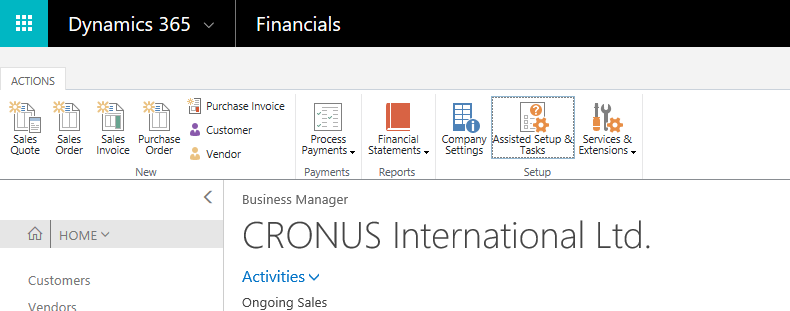 Dynamics 365 Financials
ACTIONS
Sales Quote
Sales Order
Sales Invoice
Purchase Order
Purchase Invoice
Customer
Vendor
New
Process Payments
Payments
Financial Statements
Reports
Company Settings
Assisted Setup & Tasks
Services & Extensions
Setup
HOME
Customers
Vendors
Business Manager
CRONUS International Ltd.
Activities
Ongoing Sales